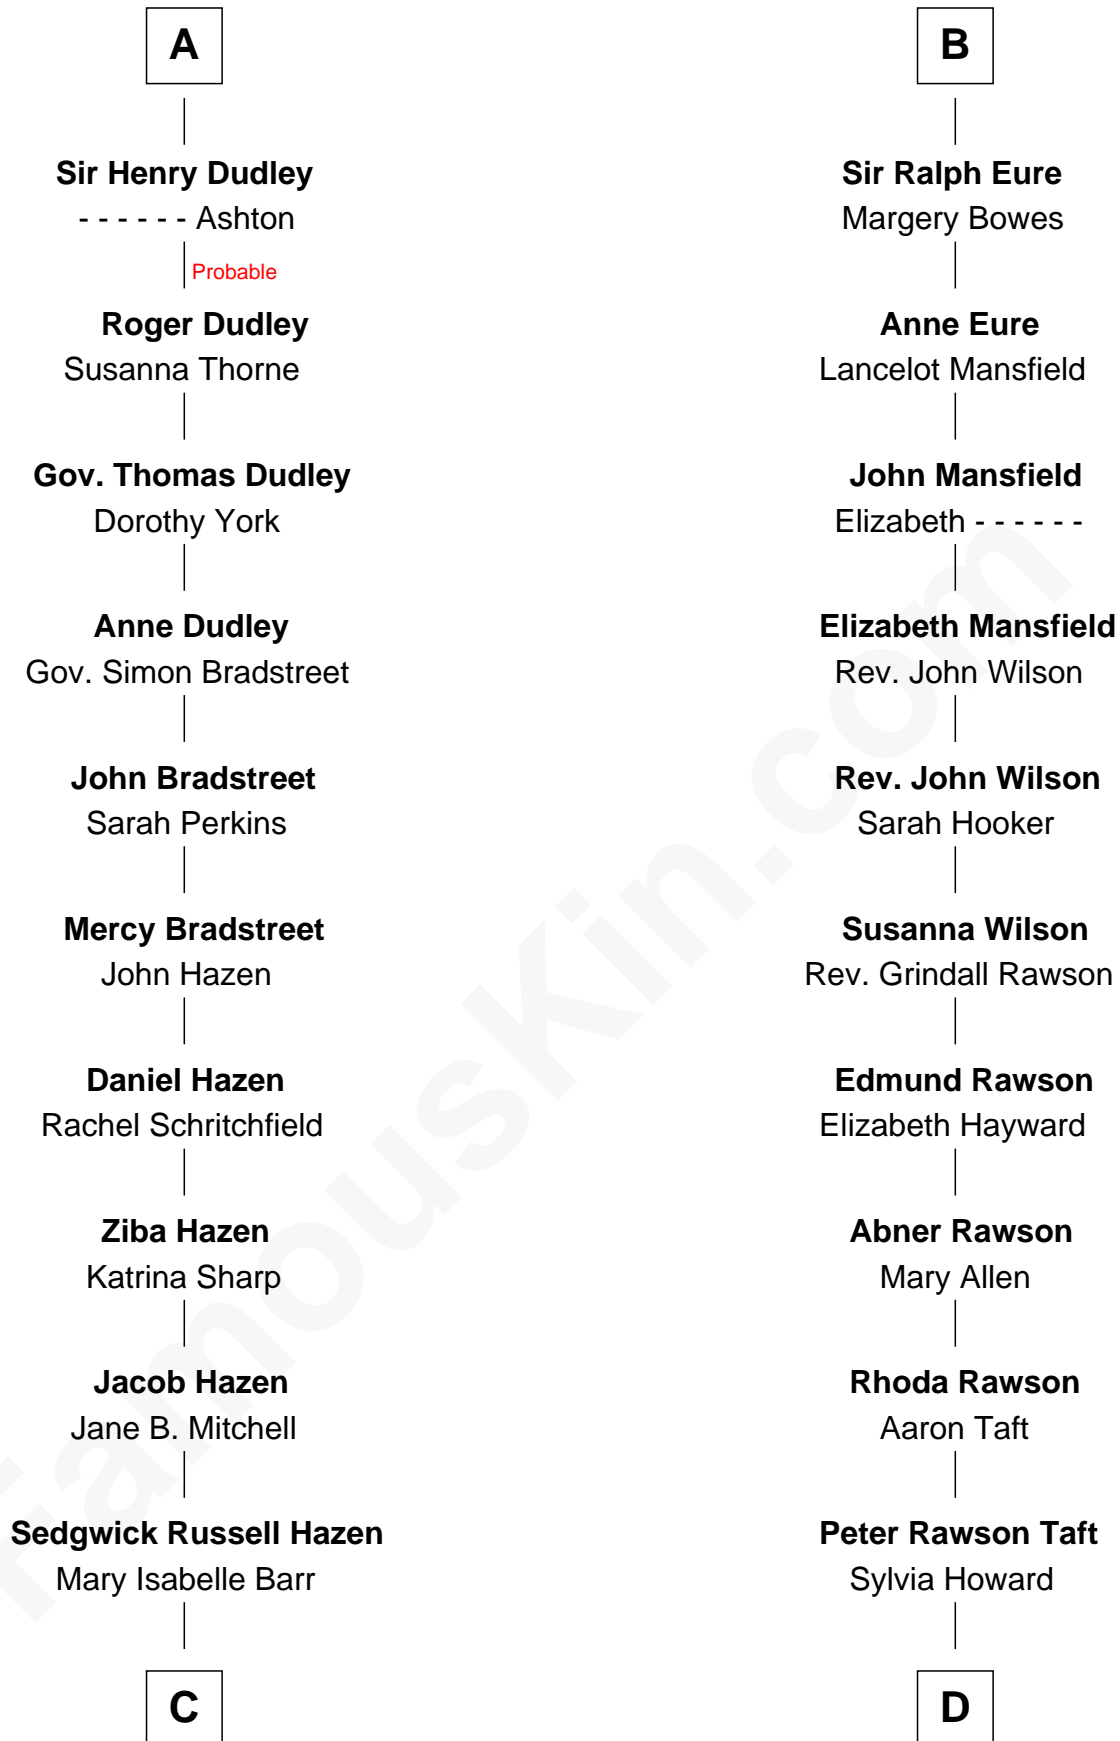 A
Sir Henry Dudley
- - - - - - Ashton
Probable
Roger Dudley
Susanna Thorne
Gov. Thomas Dudley
Dorothy York
Anne Dudley
Gov. Simon Bradstreet
John Bradstreet
Sarah Perkins
Mercy Bradstreet
John Hazen
Daniel Hazen
Rachel Schritchfield
Ziba Hazen
Katrina Sharp
Jacob Hazen
Jane B. Mitchell
Sedgwick Russell Hazen
Mary Isabelle Barr
C
B
Sir Ralph Eure
Margery Bowes
Anne Eure
Lancelot Mansfield
John Mansfield
Elizabeth - - - - - -
Elizabeth Mansfield
Rev. John Wilson
Rev. John Wilson
Sarah Hooker
Susanna Wilson
Rev. Grindall Rawson
Edmund Rawson
Elizabeth Hayward
Abner Rawson
Mary Allen
Rhoda Rawson
Aaron Taft
Peter Rawson Taft
Sylvia Howard
D
FamousKin.com